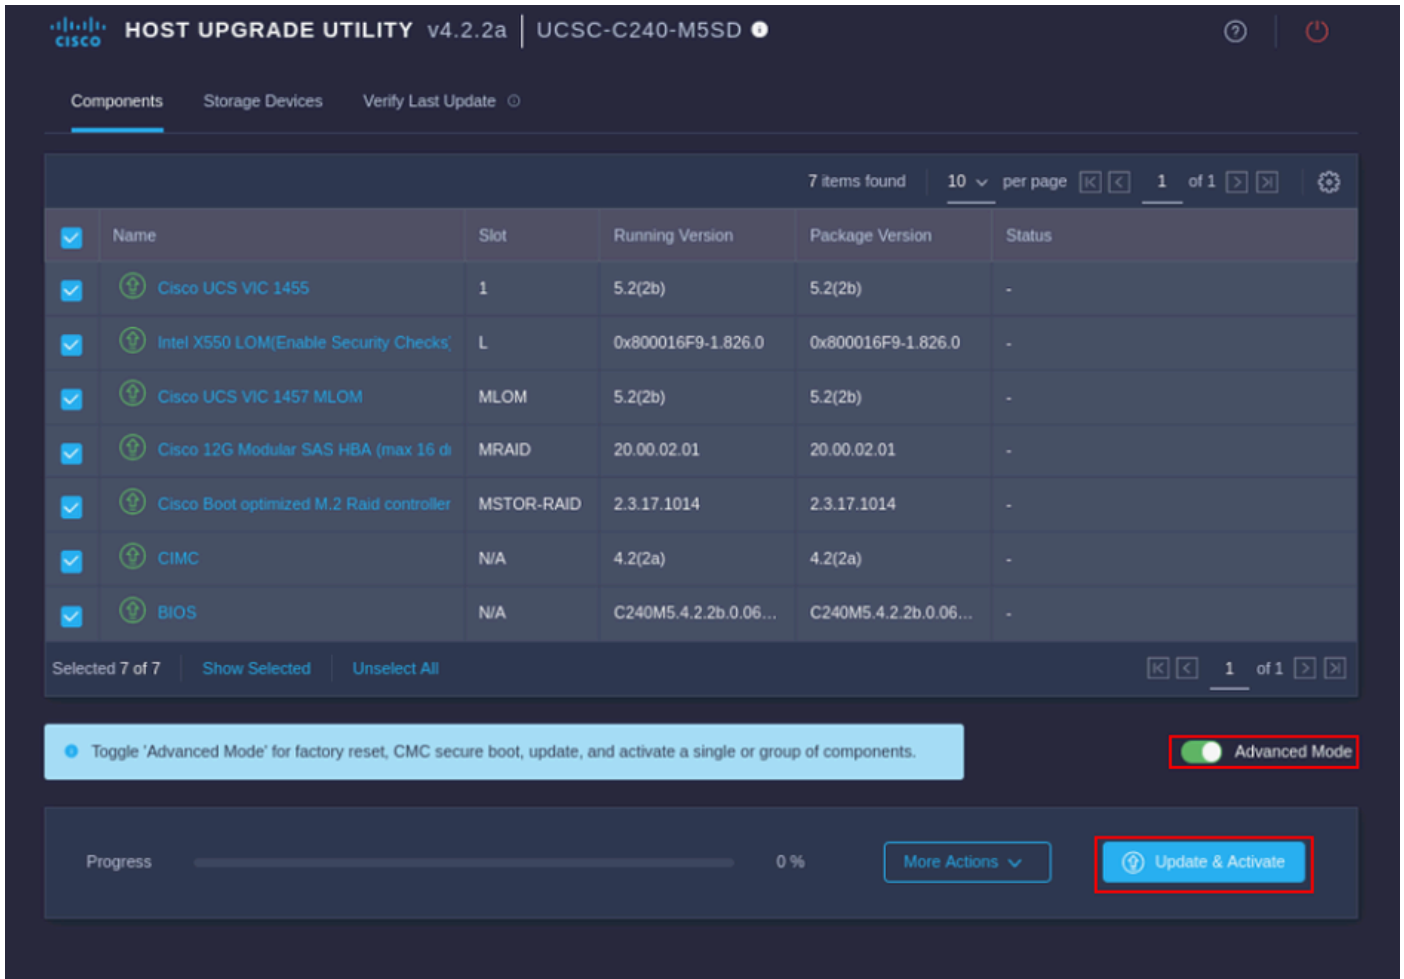 CISCO HOST UPGRADE UTILITY v4.2.2a | UCSC-C240-M5SD
Components Storage Devices Verify Last Update
7 items found 10 per page 1 of 1
Name Slot Running Version Package Version Status
Cisco UCS VIC 1455 1 5.2(2b) 5.2(2b) -
Intel X550 LOM(Enable Security Checks) L 0x800016F9-1.826.0 0x800016F9-1.826.0 -
Cisco UCS VIC 1457 MLOM MLOM 5.2(2b) 5.2(2b) -
Cisco 12G Modular SAS HBA (max 16 MRAID 20.00.02.01 20.00.02.01 -
Cisco Boot optimized M.2 Raid controller MSTOR-RAID 2.3.17.1014 2.3.17.1014 -
CIMC N/A 4.2(2a) 4.2(2a) -
BIOS N/A C240M5.4.2.2b.0.06... C240M5.4.2.2b.0.06... -
Selected 7 of 7 Show Selected Unselect All 1 of 1
Toggle 'Advanced Mode' for factory reset, CMC secure boot, update, and activate a single or group of components. Advanced Mode
Progress 0 % More Actions Update & Activate